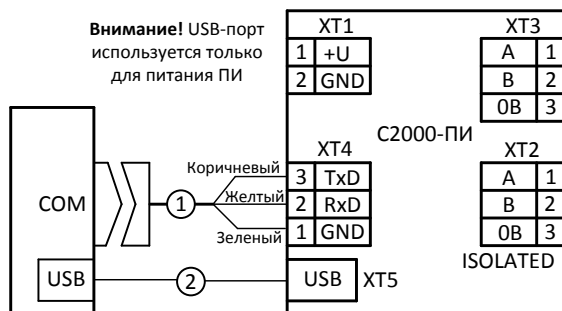 Внимание! USB-порт
используется только
для питания ПИ
XT1
1 +U
2 GND
XT3
A 1
B 2
0B 3
С2000-ПИ
XT4
3 TxD
2 RxD
1 GND
XT2
A 1
B 2
0B 3
ISOLATED
COM
1
Коричневый
Желтый
Зеленый
USB
2
USB XT5